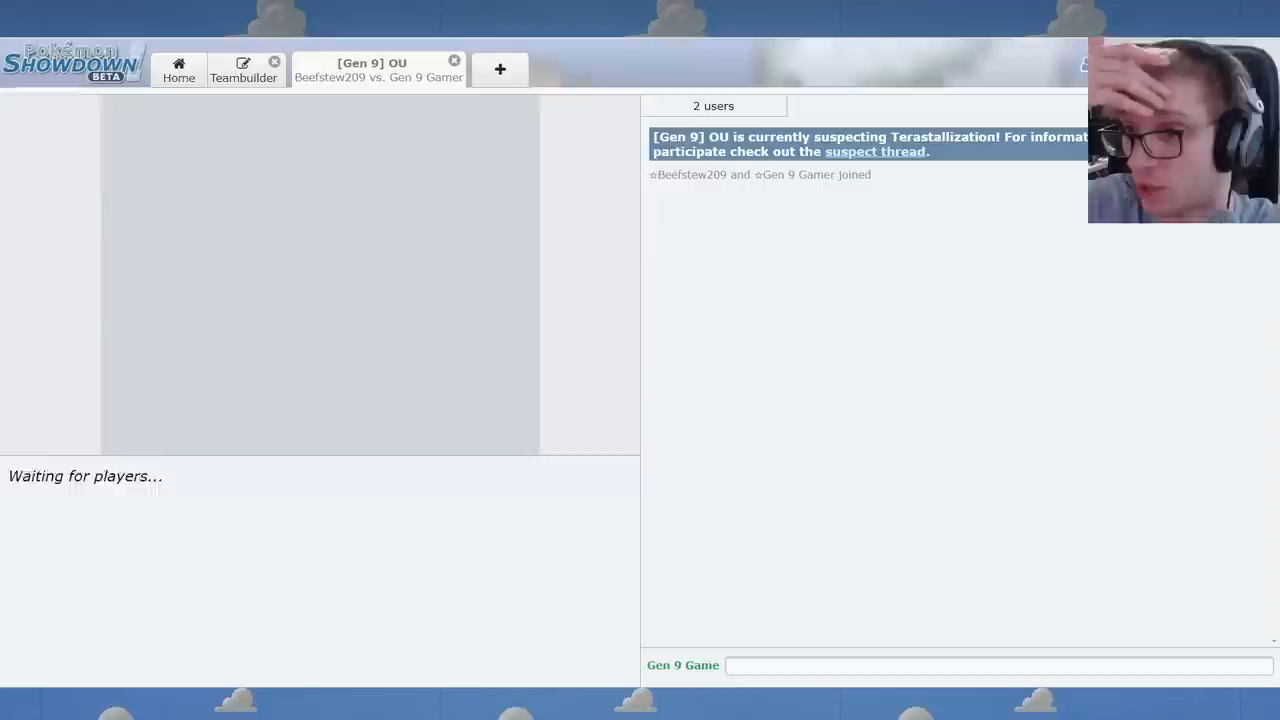 Pokémon
SHOWDOWN!
BETA
Home
Teambuilder
[Gen 9] OU
Beefstew209 vs. Gen 9 Gamer
2 users
[Gen 9] OU is currently suspecting Terastallization! For informat
participate check out the suspect thread.
☆Beefstew209 and ☆Gen 9 Gamer joined
Waiting for players...
Gen 9 Game